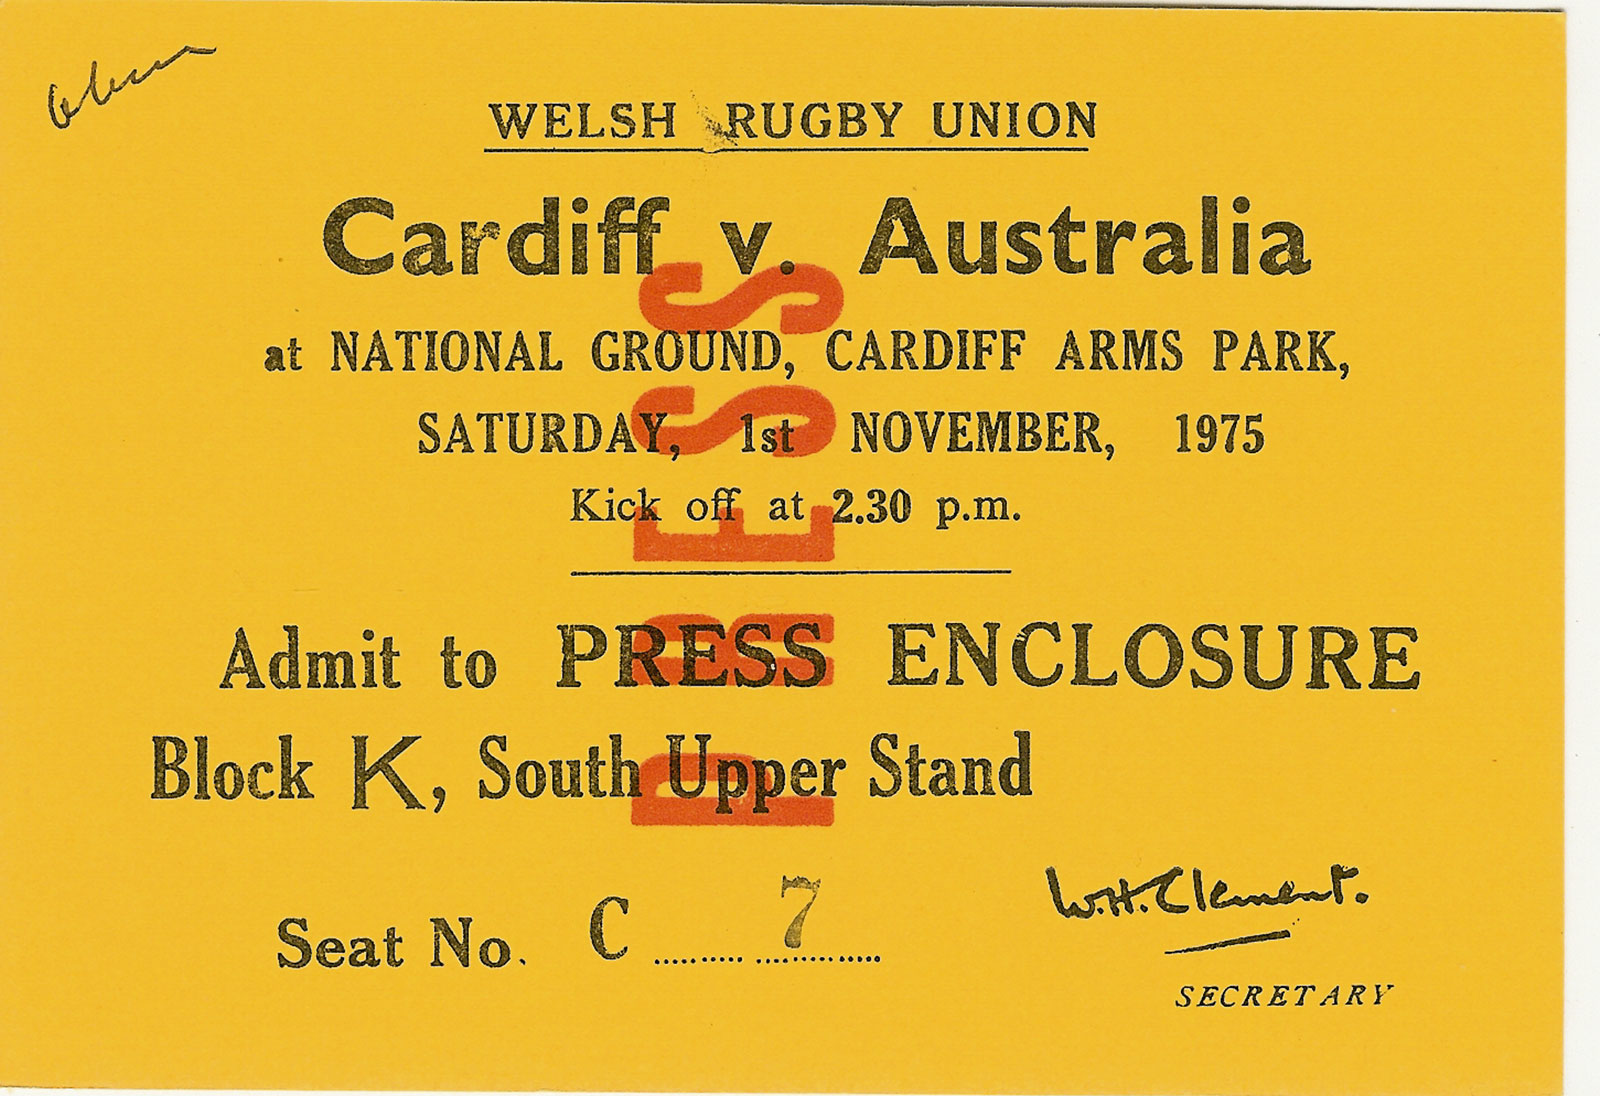 WELSH RUGBY UNION
Cardiff v. Australia
at NATIONAL GROUND, CARDIFF ARMS PARK,
SATURDAY, 1st NOVEMBER, 1975
Kick off at 2.30 p.m.
PRESS
Admit to PRESS ENCLOSURE
Block K, South Upper Stand
Seat No. C 7
W.H.Clement.
SECRETARY